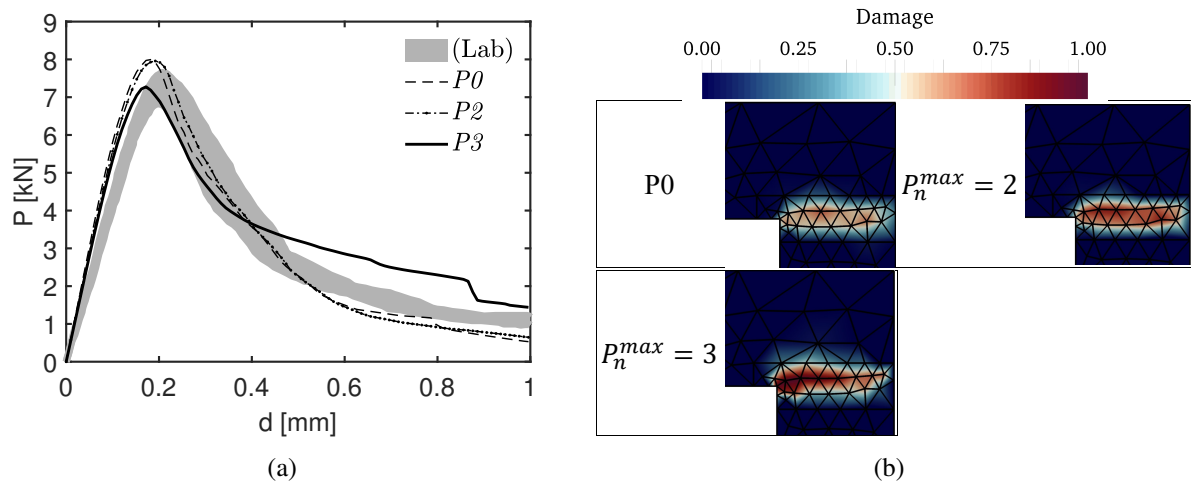 9
8
7
6
5
4
3
2
1
0
P [kN]
0 0.2 0.4 0.6 0.8 1
d [mm]
(Lab)
P0
P2
P3
(a)
Damage
0.00 0.25 0.50 0.75 1.00
P0
P_n^{max} = 2
P_n^{max} = 3
(b)